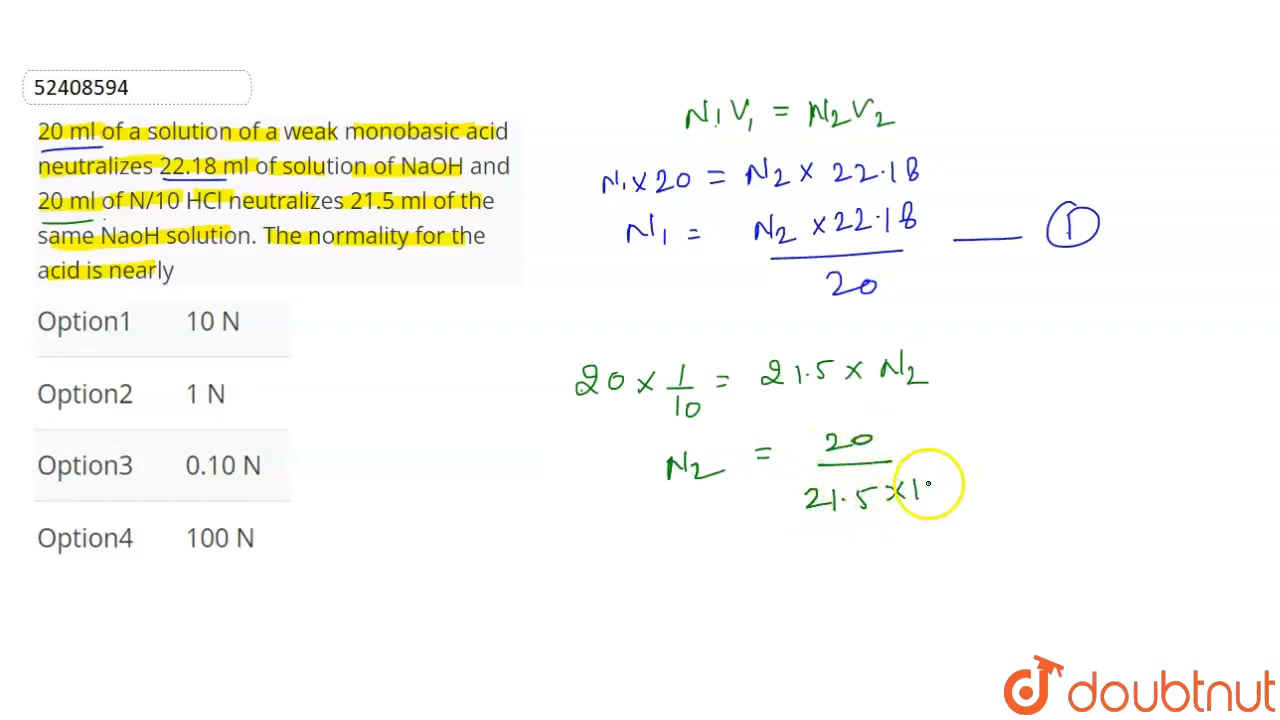 52408594
20 ml of a solution of a weak monobasic acid
neutralizes 22.18 ml of solution of NaOH and
20 ml of N/10 HCl neutralizes 21.5 ml of the
same NaoH solution. The normality for the
acid is nearly
Option1 10 N
Option2 1 N
Option3 0.10 N
Option4 100 N
N₁V₁ = N₂V₂
N₁ × 20 = N₂ × 22.18
N₁ = N₂ × 22.18 / 20 —— ①
20 × 1/10 = 21.5 × N₂
N₂ = 20 / 21.5 × 1
doubtnut